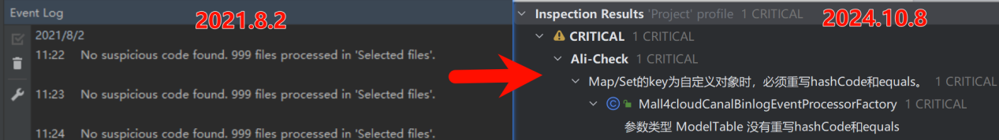 Event Log
2021.8.2
2021/8/2
11:22 No suspicious code found. 999 files processed in 'Selected files'.
11:23 No suspicious code found. 999 files processed in 'Selected files'.
11:24 No suspicious code found. 999 files processed in 'Selected files'.
Inspection Results 'Project' profile 1 CRITICAL
2024.10.8
CRITICAL 1 CRITICAL
Ali-Check 1 CRITICAL
Map/Set的key为自定义对象时，必须重写hashCode和equals。 1 CRITICAL
Mall4cloudCanalBinlogEventProcessorFactory 1 CRITICAL
参数类型 ModelTable 没有重写hashCode和equals